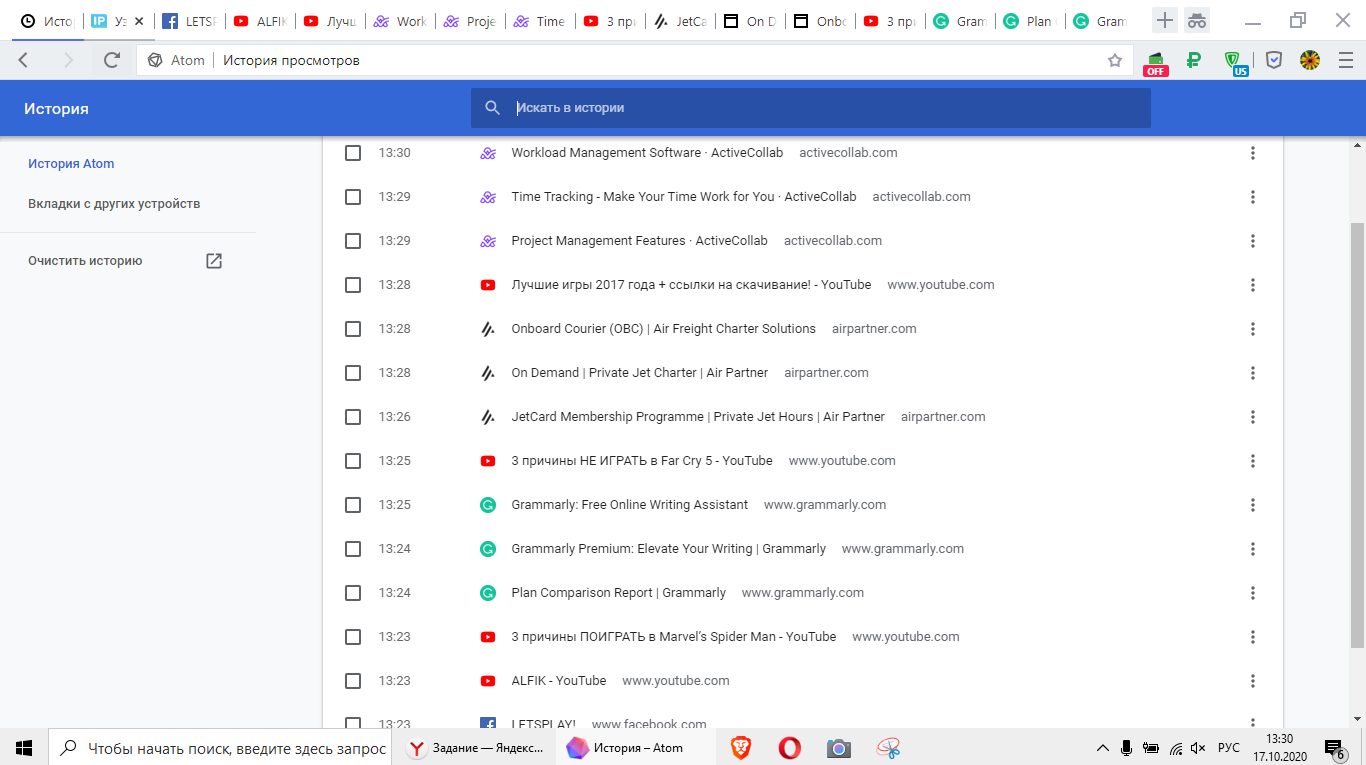 Исто
IP Уз
LETSP
ALFIK
Лучш
Work
Proje
Time
3 при
JetCa
On D
Onbo
3 при
Gram
Plan
Gram
Atom История просмотров
OFF
US
История
Искать в истории
История Atom
Вкладки с других устройств
Очистить историю
13:30 Workload Management Software · ActiveCollab activecollab.com
13:29 Time Tracking - Make Your Time Work for You · ActiveCollab activecollab.com
13:29 Project Management Features · ActiveCollab activecollab.com
13:28 Лучшие игры 2017 года + ссылки на скачивание! - YouTube www.youtube.com
13:28 Onboard Courier (OBC) | Air Freight Charter Solutions airpartner.com
13:28 On Demand | Private Jet Charter | Air Partner airpartner.com
13:26 JetCard Membership Programme | Private Jet Hours | Air Partner airpartner.com
13:25 3 причины НЕ ИГРАТЬ в Far Cry 5 - YouTube www.youtube.com
13:25 Grammarly: Free Online Writing Assistant www.grammarly.com
13:24 Grammarly Premium: Elevate Your Writing | Grammarly www.grammarly.com
13:24 Plan Comparison Report | Grammarly www.grammarly.com
13:23 3 причины ПОИГРАТЬ в Marvel's Spider Man - YouTube www.youtube.com
13:23 ALFIK - YouTube www.youtube.com
13:23 LETSPLAY! www.facebook.com
Чтобы начать поиск, введите здесь запрос
Задание — Яндекс...
История – Atom
РУС
13:30
17.10.2020
6